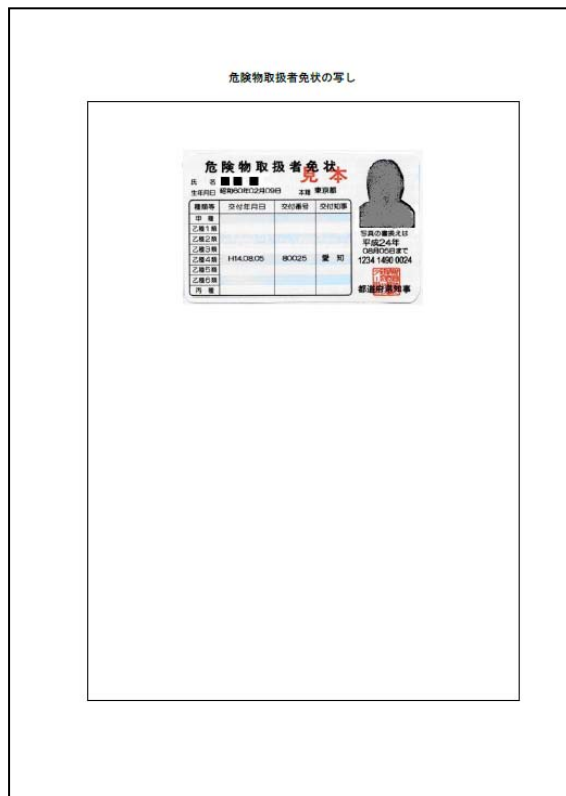 危険物取扱者免状の写し
危険物取扱者免状
見本
氏 名
生年月日 昭和60年02月09日 本籍 東京都
種類等 交付年月日 交付番号 交付知事
甲 種
乙種1類
乙種2類
乙種3類
乙種4類 H14.08.05 80025 愛 知
乙種5類
乙種6類
丙 種
写真の書換えは
平成24年
08月05日まで
1234 1490 0024
都道府県知事